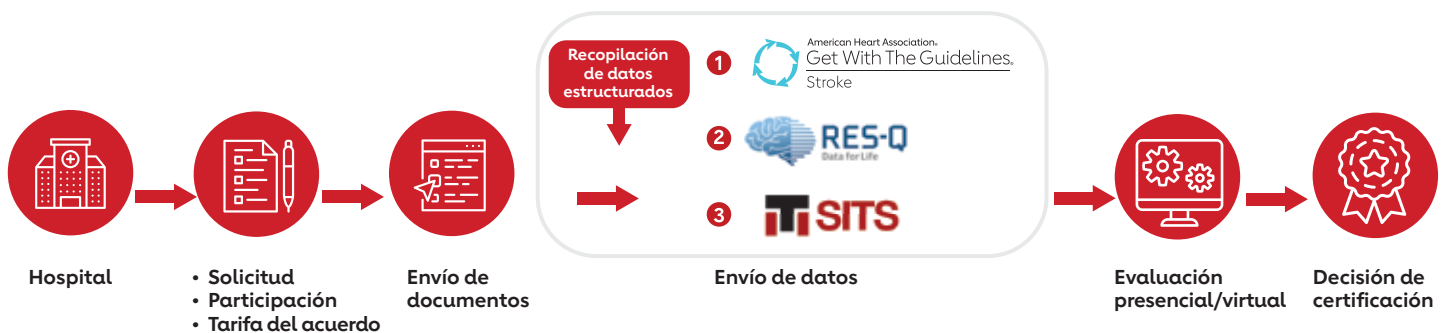 Recopilación
de datos
estructurados
1
American Heart Association®
Get With The Guidelines®
Stroke
2
RES-Q
Data for Life
3
SITS
Hospital
• Solicitud
• Participación
• Tarifa del acuerdo
Envío de
documentos
Envío de datos
Evaluación
presencial/virtual
Decisión de
certificación